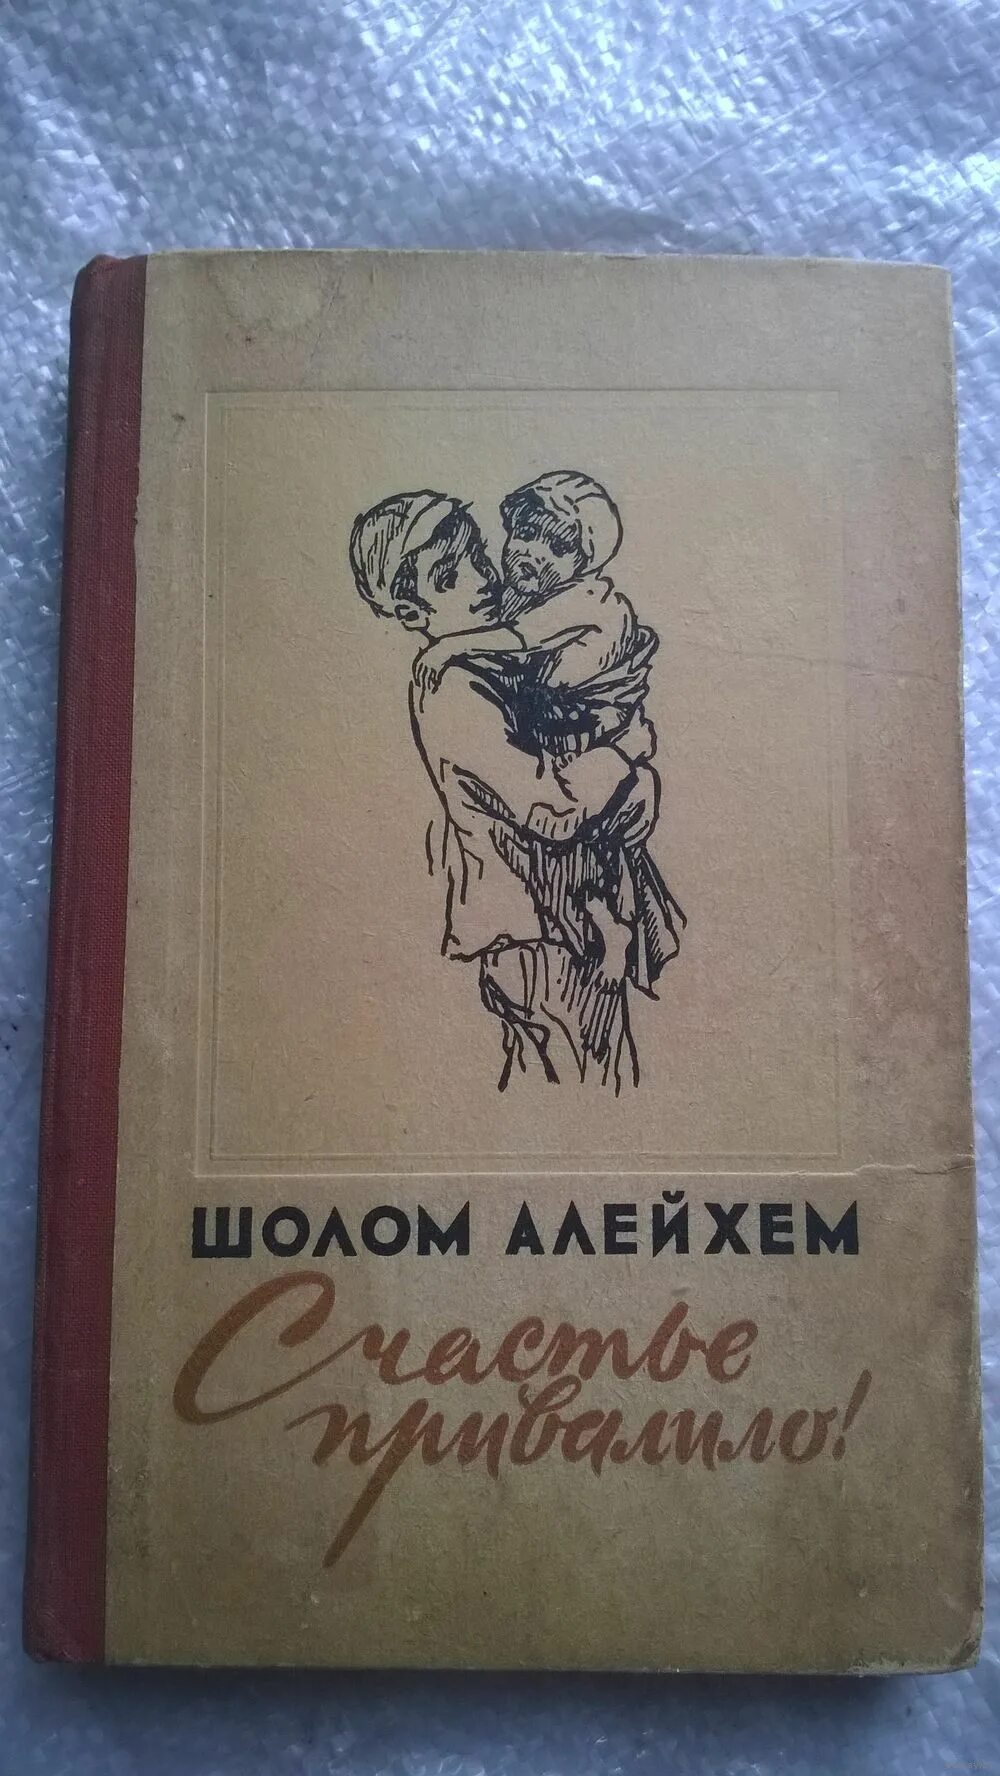 ШОЛОМ АЛЕЙХЕМ
Счастье
привалило!